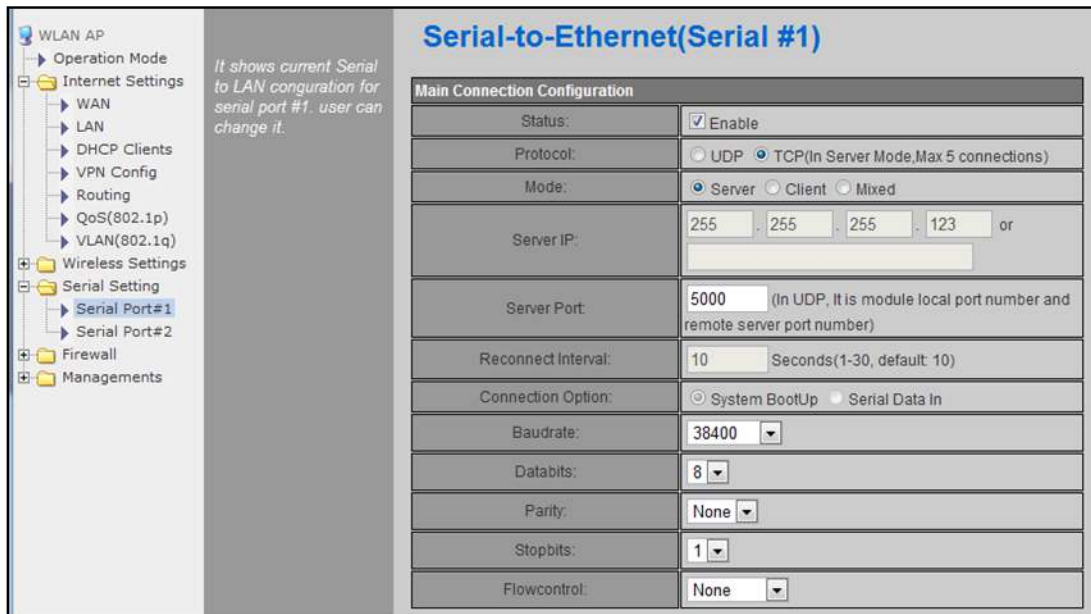 WLAN AP
Operation Mode
Internet Settings
WAN
LAN
DHCP Clients
VPN Config
Routing
QoS(802.1p)
VLAN(802.1q)
Wireless Settings
Serial Setting
Serial Port#1
Serial Port#2
Firewall
Managements
It shows current Serial
to LAN conguration for
serial port #1. user can
change it.
Serial-to-Ethernet(Serial #1)
Main Connection Configuration
Status: Enable
Protocol: UDP TCP(In Server Mode,Max 5 connections)
Mode: Server Client Mixed
Server IP: 255 . 255 . 255 . 123 or
Server Port: 5000 (In UDP, It is module local port number and
remote server port number)
Reconnect Interval: 10 Seconds(1-30, default: 10)
Connection Option: System BootUp Serial Data In
Baudrate: 38400
Databits: 8
Parity: None
Stopbits: 1
Flowcontrol: None